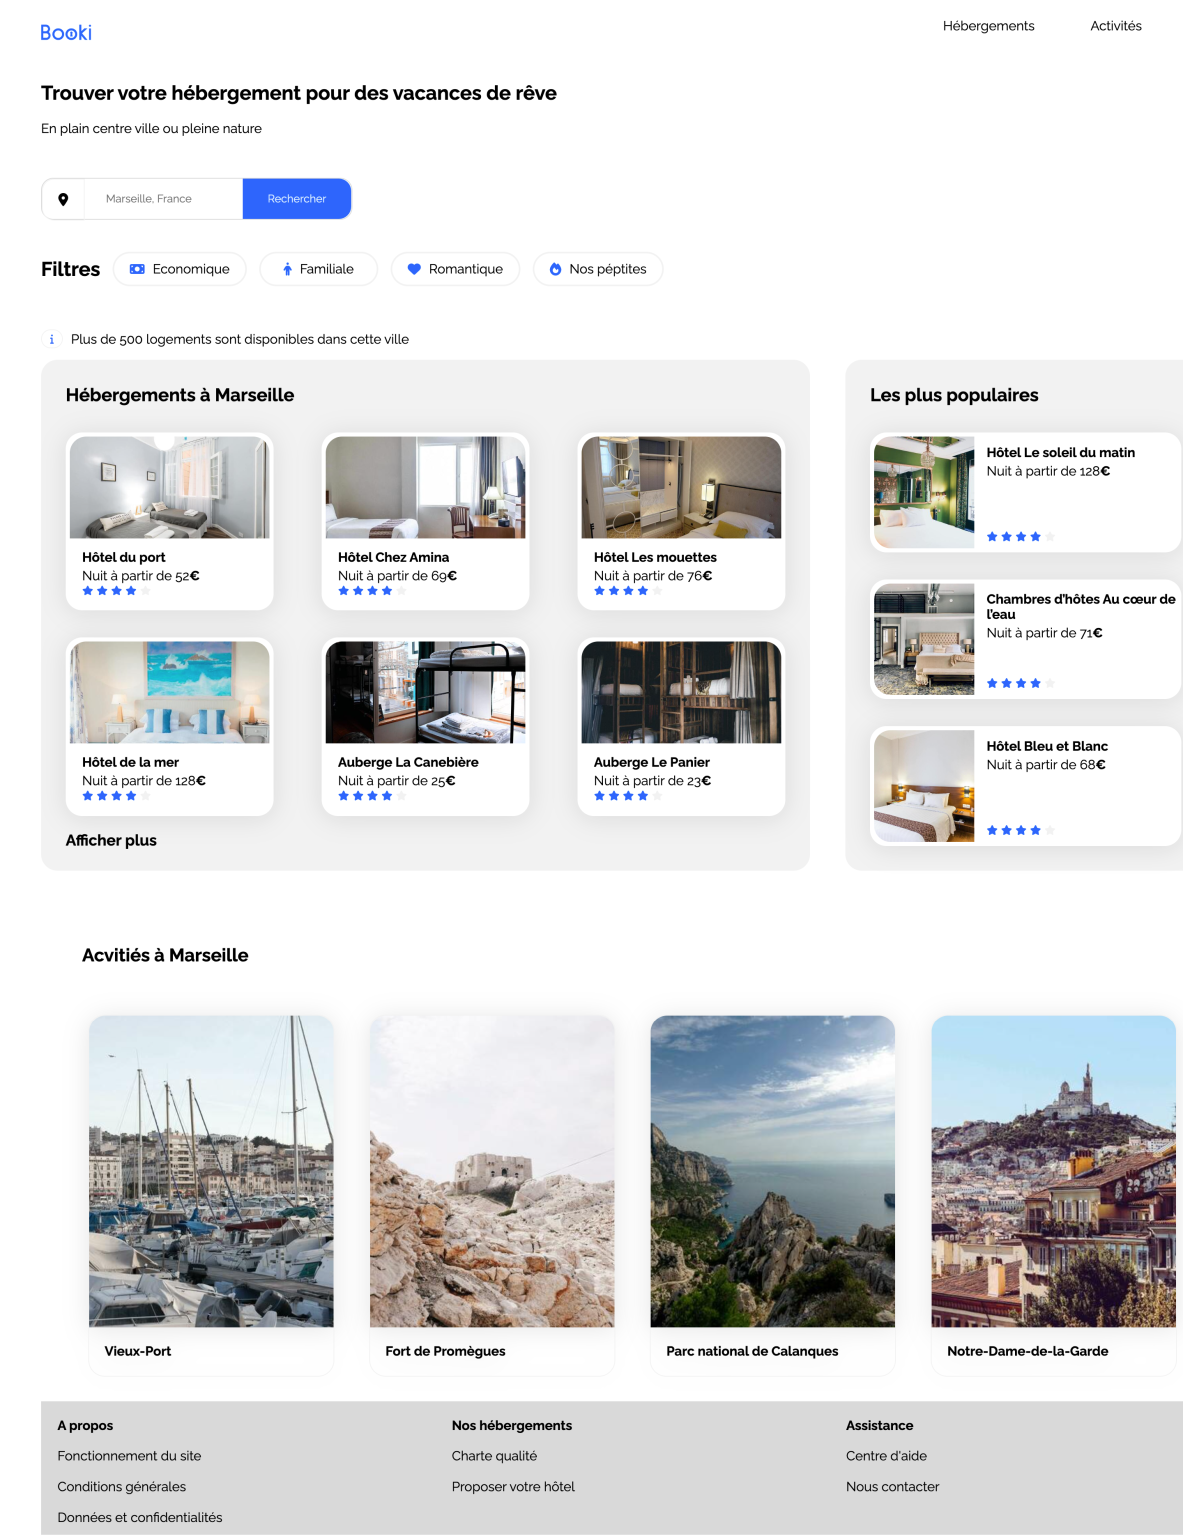 Booki
Hébergements
Activités
Trouver votre hébergement pour des vacances de rêve
En plain centre ville ou pleine nature
Marseille, France
Rechercher
Filtres
Economique
Familiale
Romantique
Nos péptites
Plus de 500 logements sont disponibles dans cette ville
Hébergements à Marseille
Hôtel du port
Nuit à partir de 52€
Hôtel Chez Amina
Nuit à partir de 69€
Hôtel Les mouettes
Nuit à partir de 76€
Hôtel de la mer
Nuit à partir de 128€
Auberge La Canebière
Nuit à partir de 25€
Auberge Le Panier
Nuit à partir de 23€
Afficher plus
Les plus populaires
Hôtel Le soleil du matin
Nuit à partir de 128€
Chambres d'hôtes Au cœur de
l'eau
Nuit à partir de 71€
Hôtel Bleu et Blanc
Nuit à partir de 68€
Acvitiés à Marseille
Vieux-Port
Fort de Promègues
Parc national de Calanques
Notre-Dame-de-la-Garde
A propos
Fonctionnement du site
Conditions générales
Données et confidentialités
Nos hébergements
Charte qualité
Proposer votre hôtel
Assistance
Centre d'aide
Nous contacter